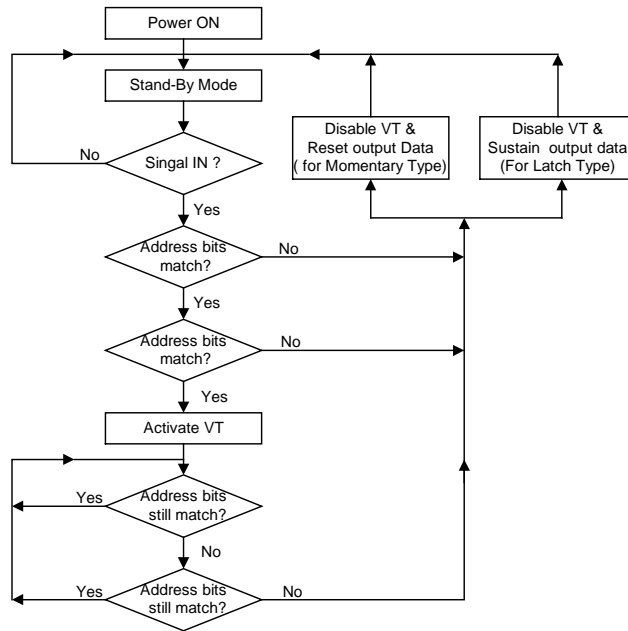 Power ON
Stand-By Mode
Disable VT &
Reset output Data
( for Momentary Type)
Disable VT &
Sustain output data
(For Latch Type)
No
Singal IN ?
Yes
Address bits
match?
No
Yes
Address bits
match?
No
Yes
Activate VT
Yes
Address bits
still match?
No
Yes
Address bits
still match?
No